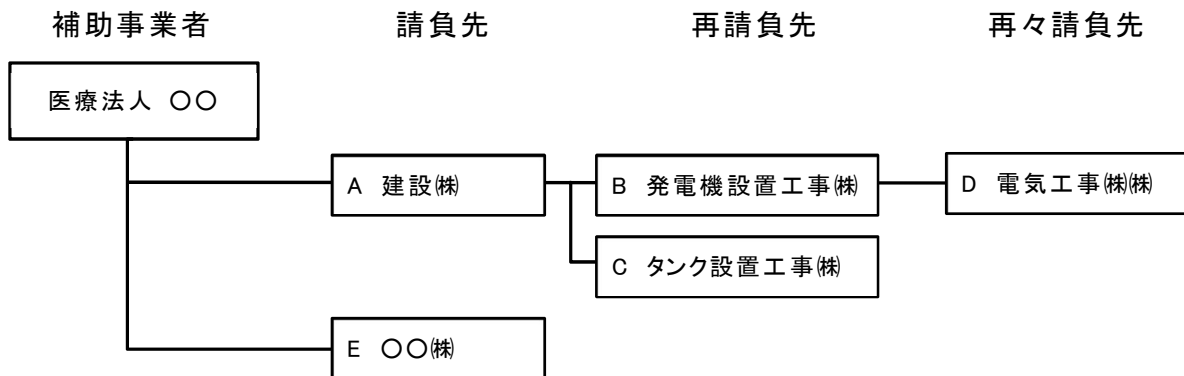 補助事業者 請負先 再請負先 再々請負先
医療法人 〇〇
A 建設㈱ B 発電機設置工事㈱ D 電気工事㈱㈱
C タンク設置工事㈱
E 〇〇㈱